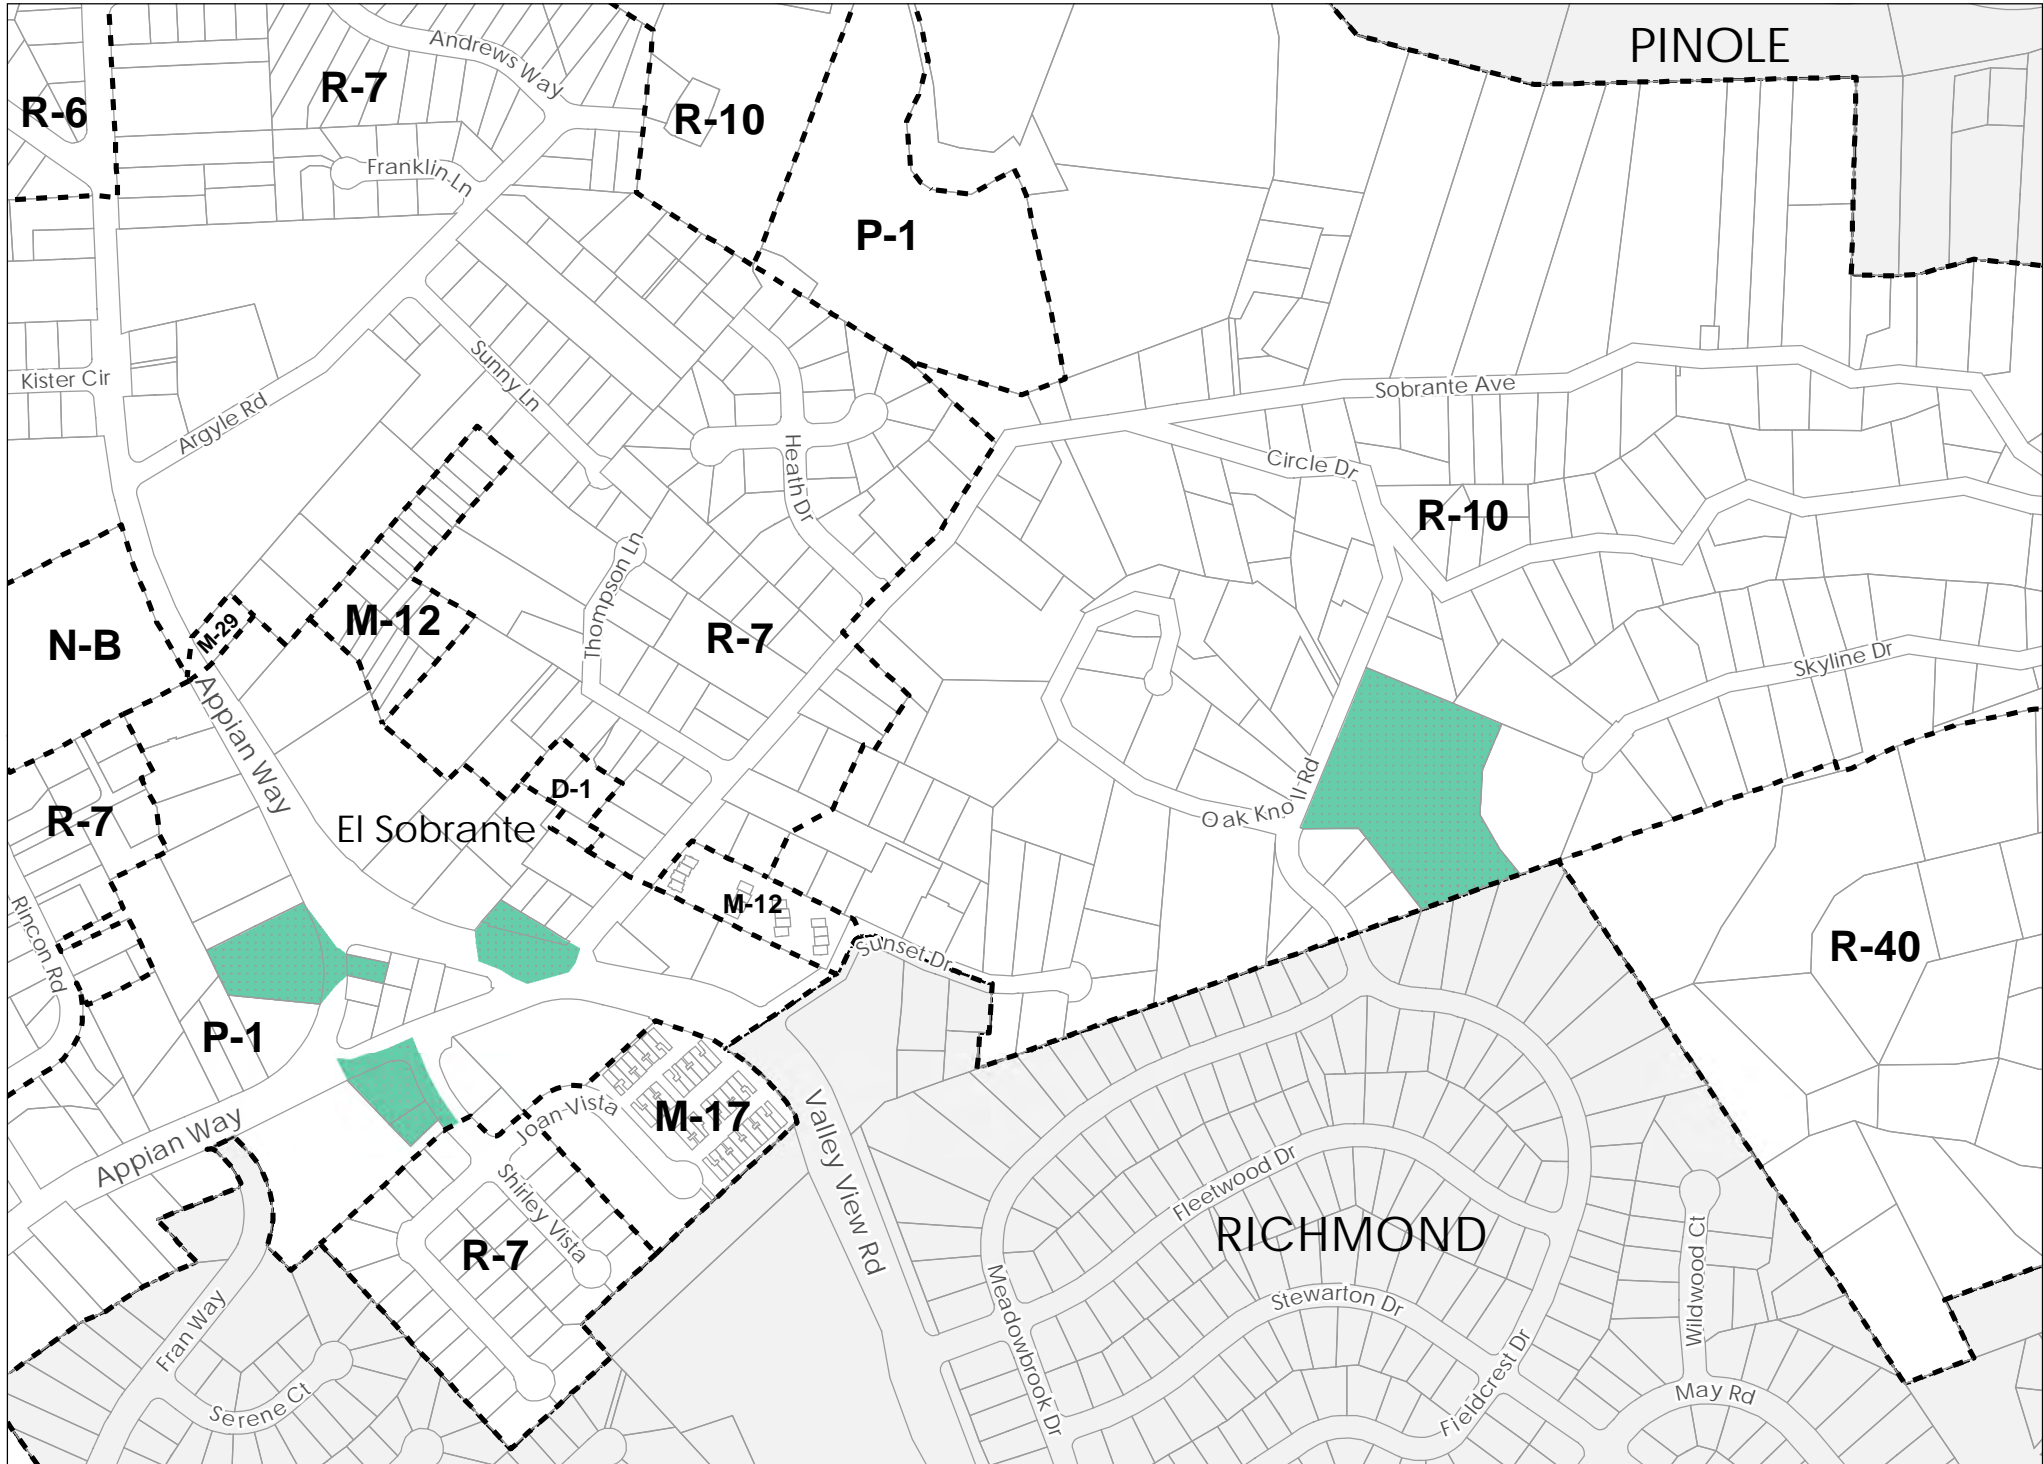 PINOLE
Andrews Way
R-7
R-6
R-10
Franklin Ln
P-1
Kister Cir
Sunny Ln
Sobrante Ave
Argyle Rd
Heath Dr
Circle Dr
R-10
Thompson Ln
M-29
M-12
N-B
R-7
Skyline Dr
Appian Way
Oak Knoll Rd
D-1
R-7
El Sobrante
M-12
Rincon Rd
Sunset Dr
R-40
P-1
Joan Vista
M-17
Appian Way
Valley View Rd
Shirley Vista
Fleetwood Dr
RICHMOND
R-7
Wildwood Ct
Meadowbrook Dr
Stewarton Dr
Fran Way
Fieldcrest Dr
May Rd
Serene Ct